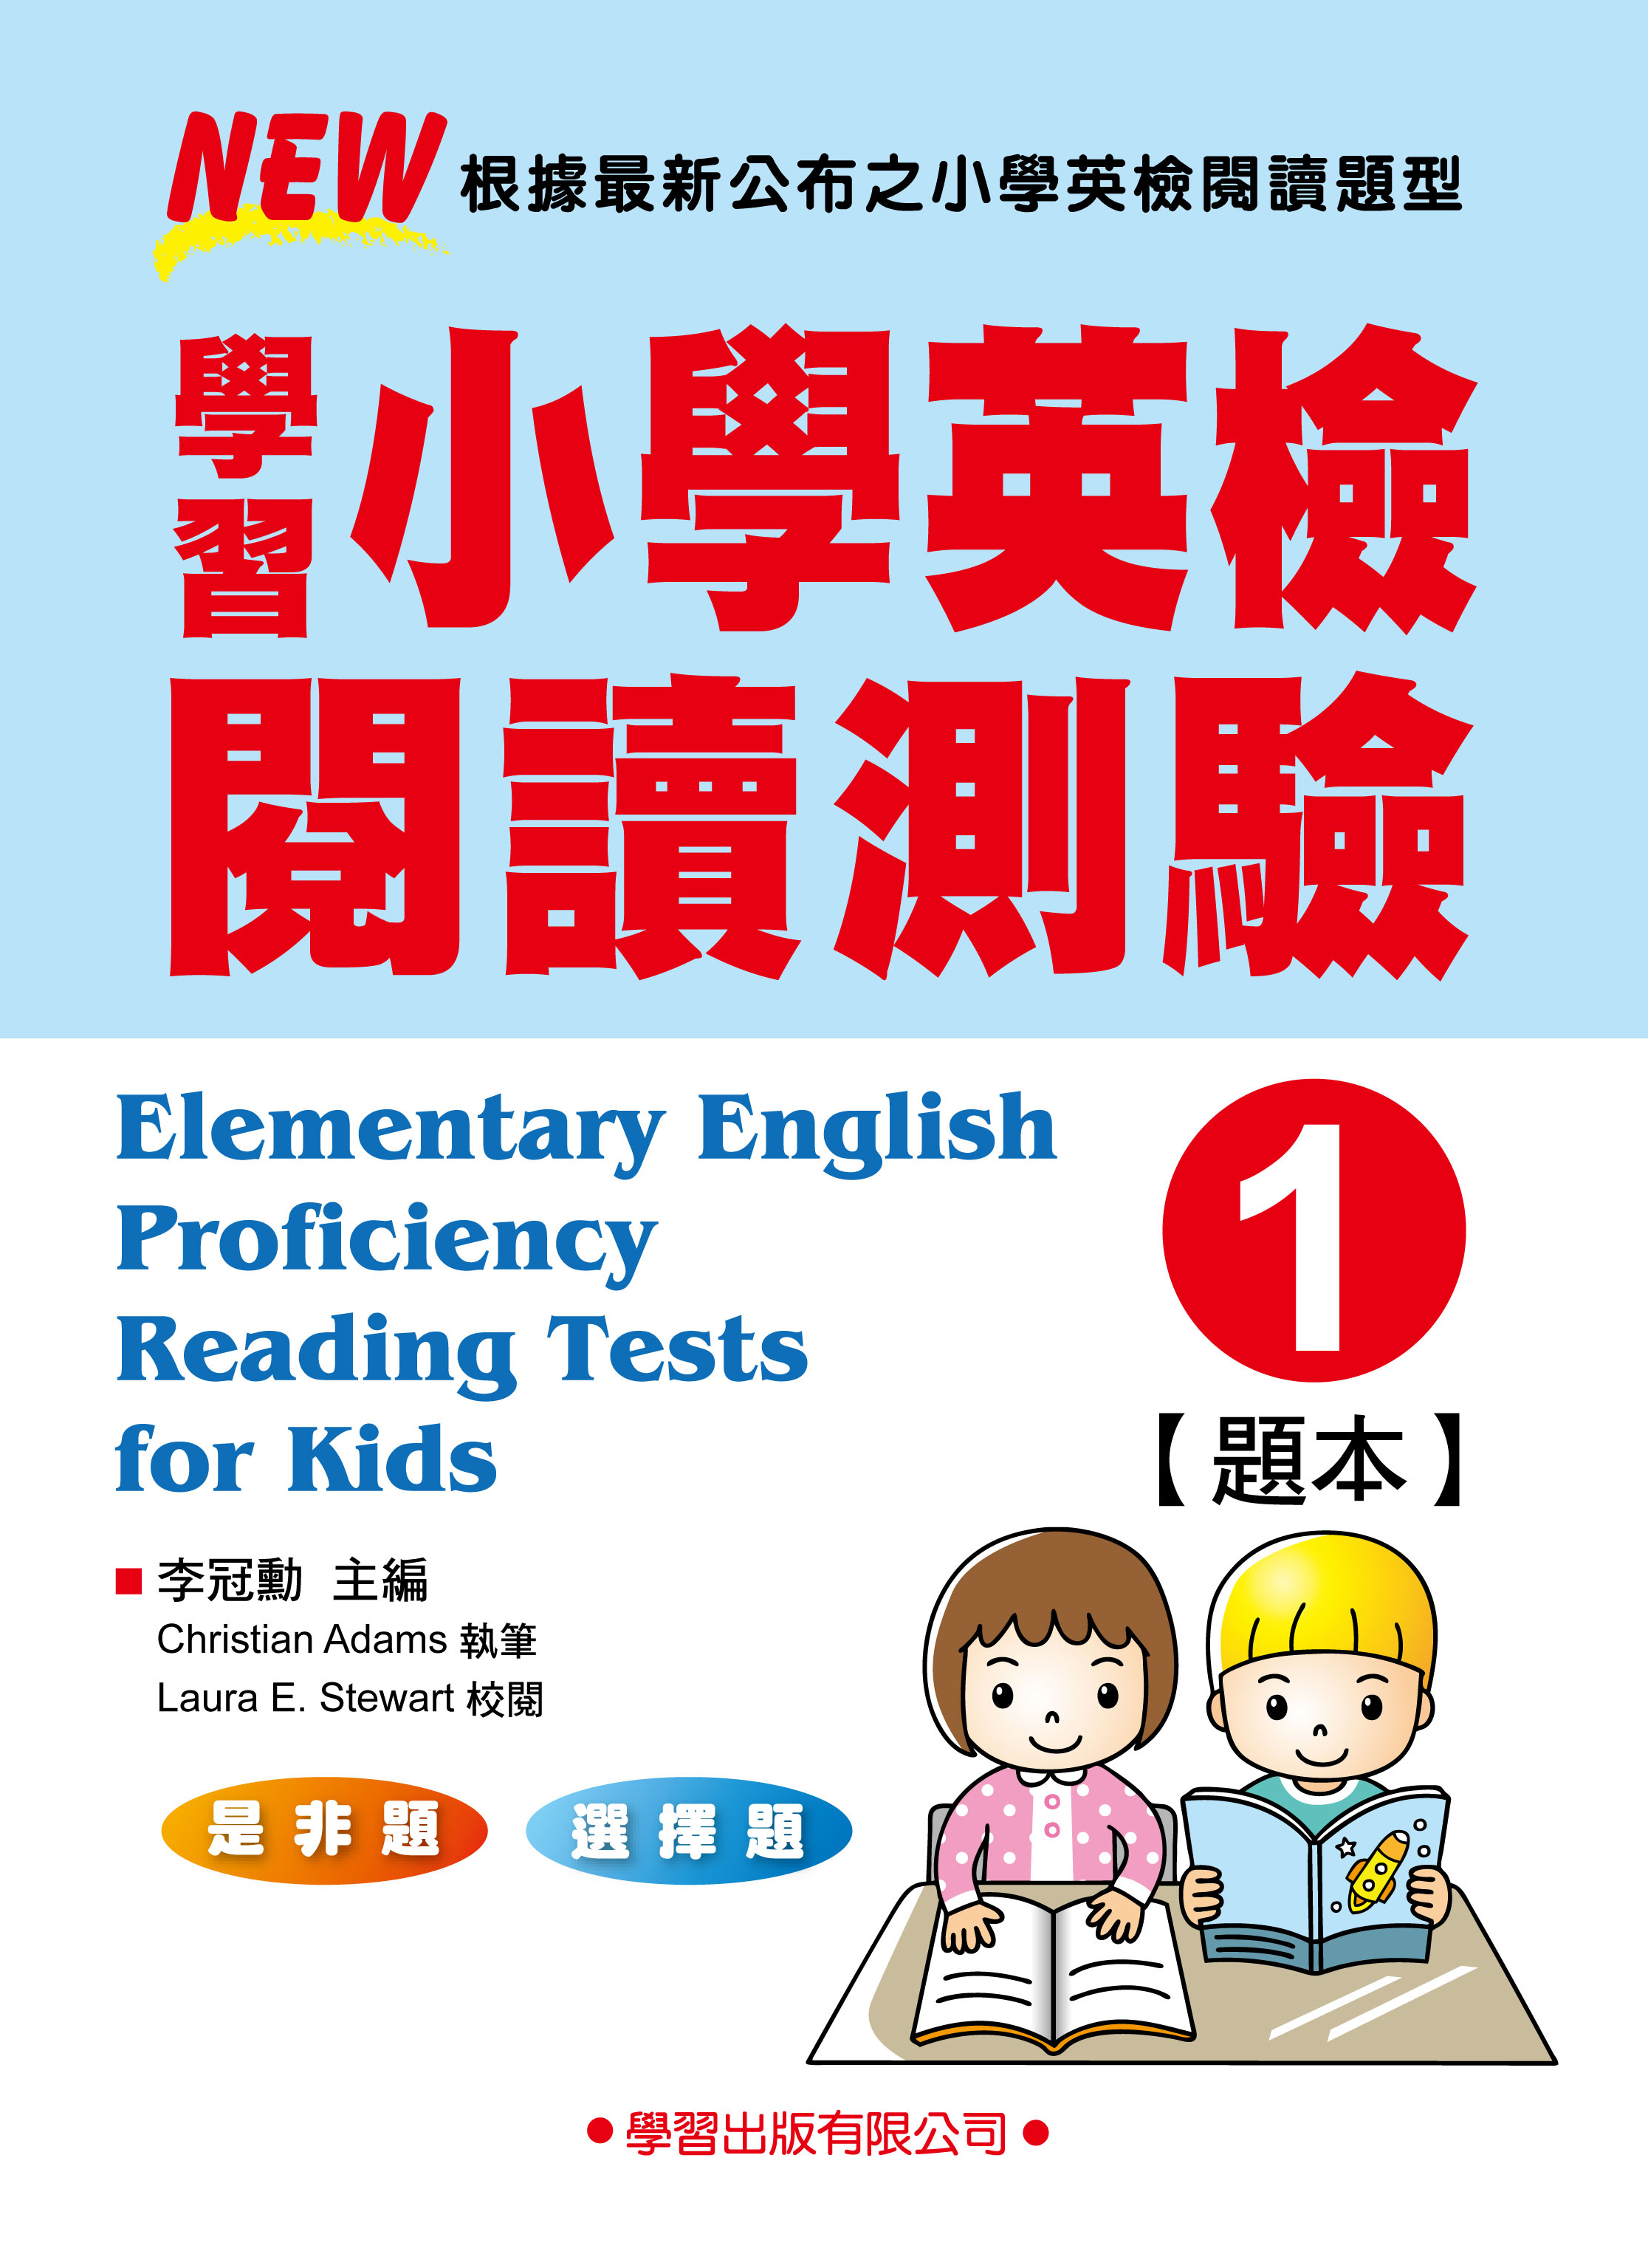 NEW 根據最新公布之小學英檢閱讀題型
學習 小學英檢
閱讀測驗
Elementary English
Proficiency
Reading Tests
for Kids
1
【題本】
■ 李冠勳 主編
Christian Adams 執筆
Laura E. Stewart 校閱
是非題 選擇題
●學習出版有限公司●